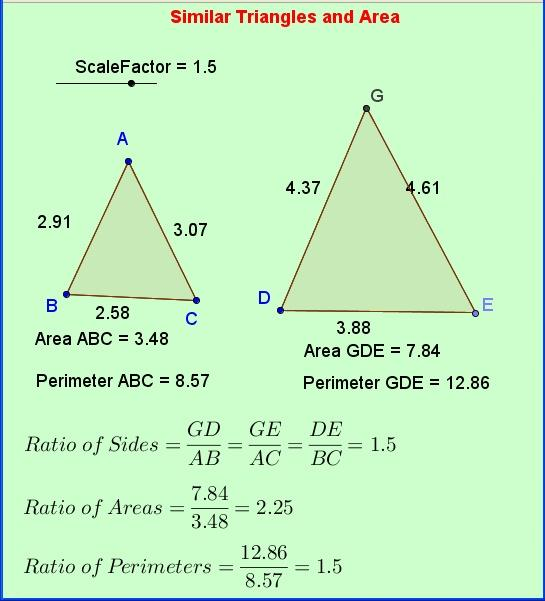 Similar Triangles and Area
ScaleFactor = 1.5
G
A
4.37
4.61
2.91
3.07
D
E
B
2.58
C
3.88
Area ABC = 3.48
Area GDE = 7.84
Perimeter ABC = 8.57
Perimeter GDE = 12.86
Ratio of Sides = GD/AB = GE/AC = DE/BC = 1.5
Ratio of Areas = 7.84/3.48 = 2.25
Ratio of Perimeters = 12.86/8.57 = 1.5